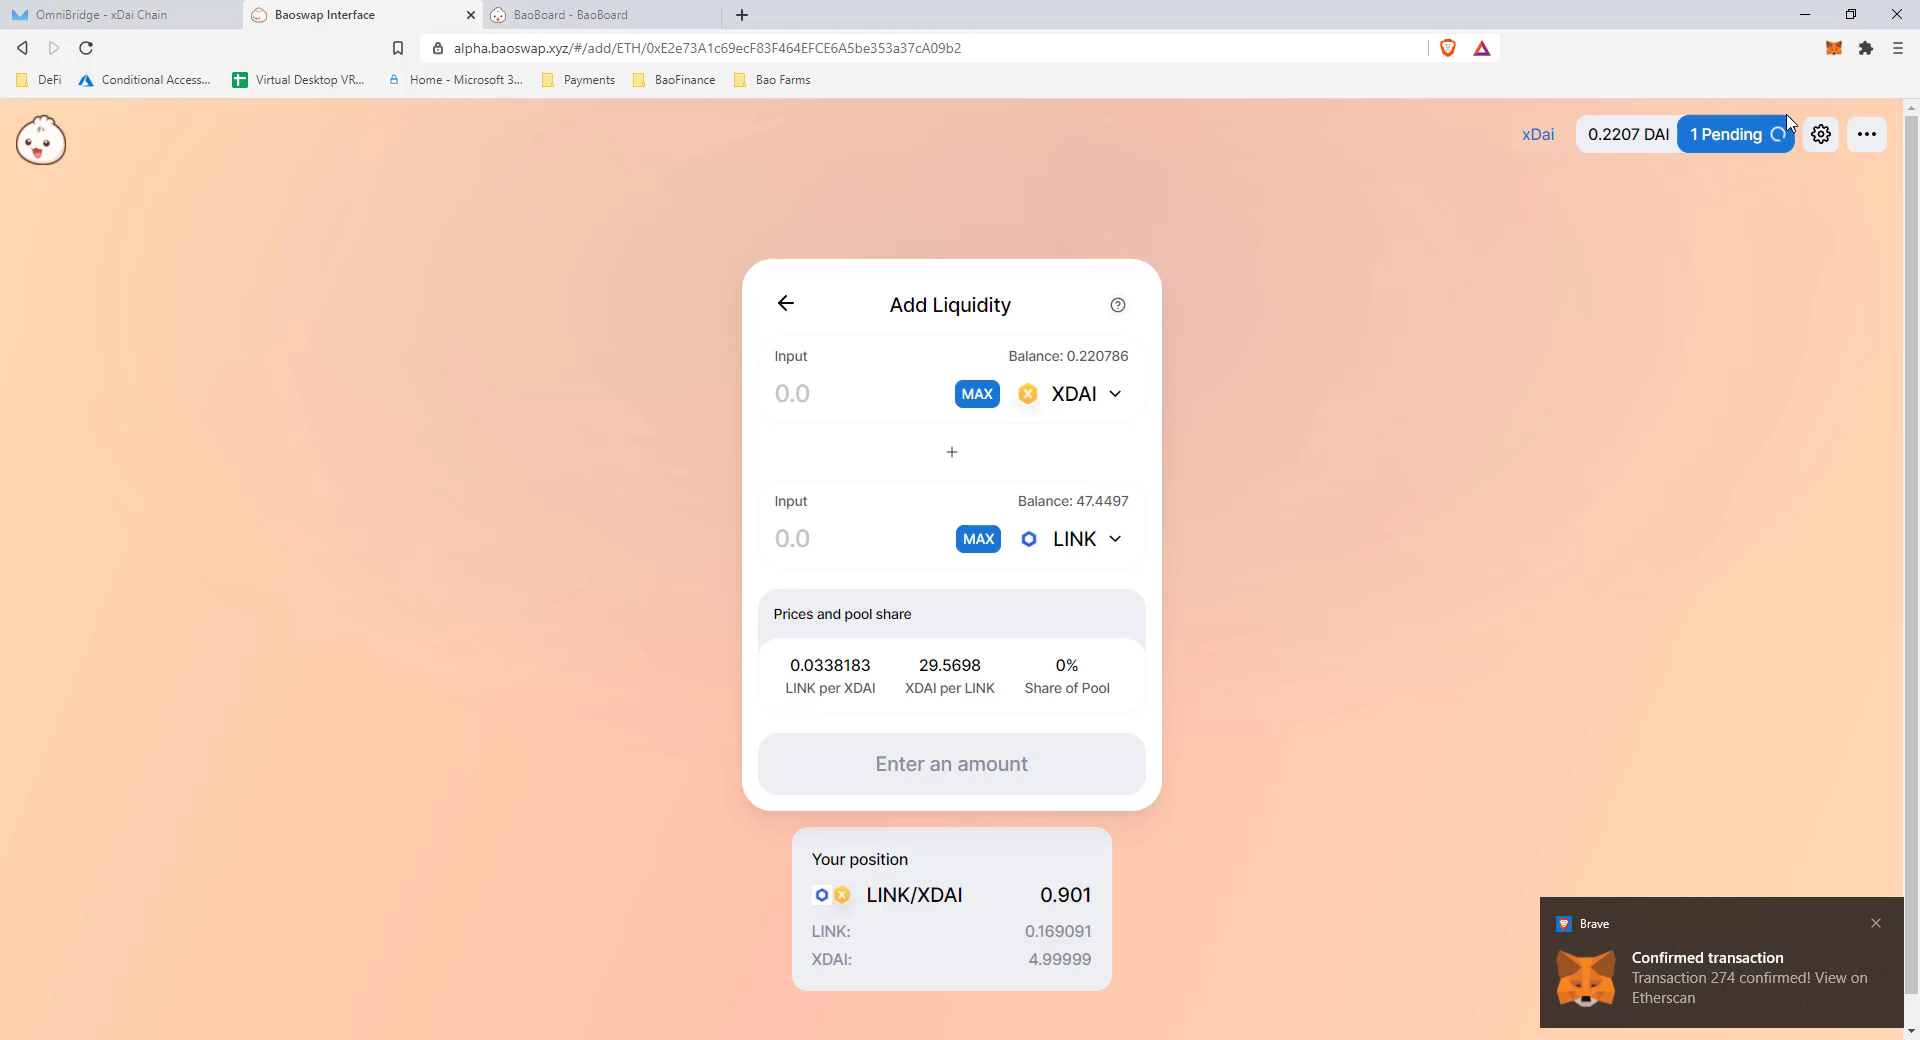 OmniBridge - xDai Chain
Baoswap Interface
BaoBoard - BaoBoard
alpha.baoswap.xyz/#/add/ETH/0xE2e73A1c69ecF83F464EFCE6A5be353a37cA09b2
DeFi
Conditional Access...
Virtual Desktop VR...
Home - Microsoft 3...
Payments
BaoFinance
Bao Farms
xDai
0.2207 DAI
1 Pending
Add Liquidity
Input
Balance: 0.220786
0.0
MAX
XDAI
+
Input
Balance: 47.4497
0.0
MAX
LINK
Prices and pool share
0.0338183 29.5698 0%
LINK per XDAI XDAI per LINK Share of Pool
Enter an amount
Your position
LINK/XDAI 0.901
LINK: 0.169091
XDAI: 4.99999
Brave
Confirmed transaction
Transaction 274 confirmed! View on
Etherscan